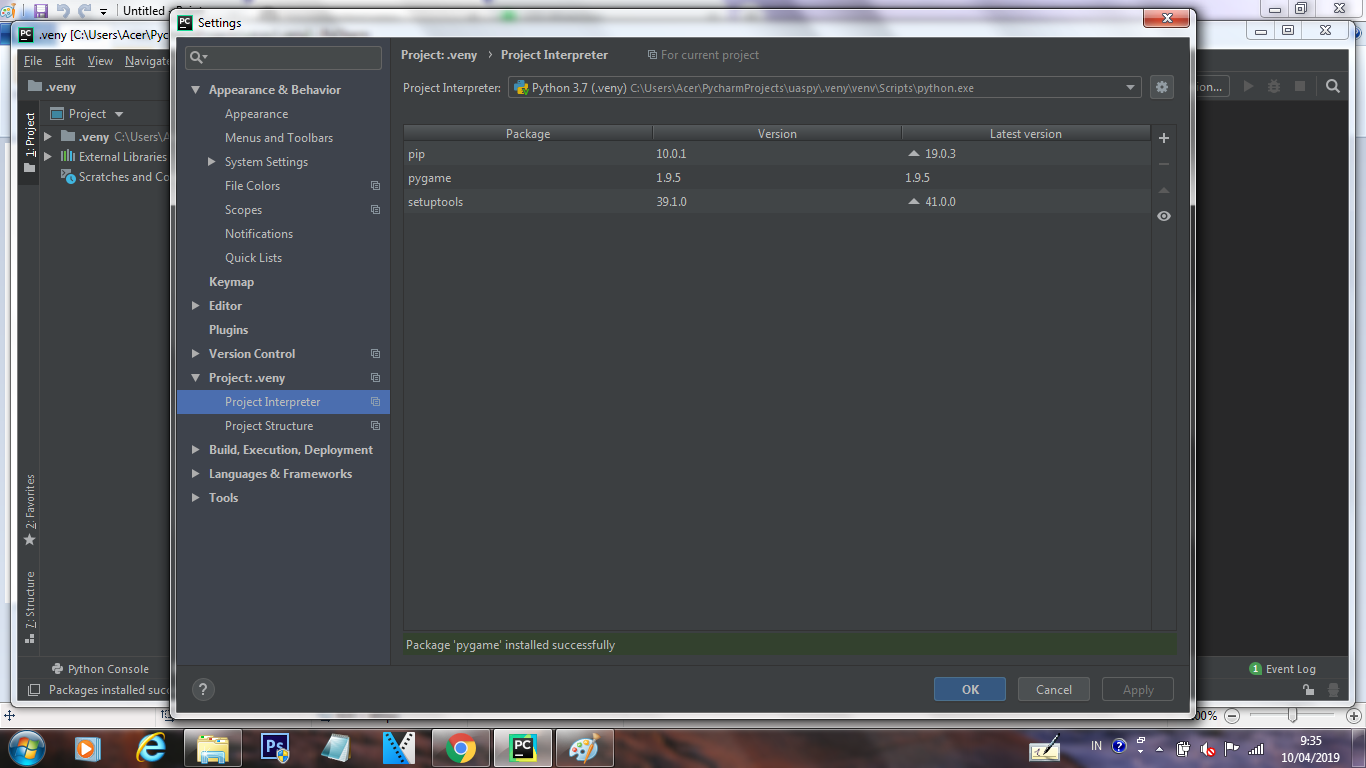 Untitled
Settings
.veny [C:\Users\Acer\Pyc
File Edit View Navigate
.veny
Project
.veny C:\Users\A
External Libraries
Scratches and Co
1: Project
2: Favorites
7: Structure
Appearance & Behavior
Appearance
Menus and Toolbars
System Settings
File Colors
Scopes
Notifications
Quick Lists
Keymap
Editor
Plugins
Version Control
Project: .veny
Project Interpreter
Project Structure
Build, Execution, Deployment
Languages & Frameworks
Tools
Project: .veny › Project Interpreter For current project
Project Interpreter: Python 3.7 (.veny) C:\Users\Acer\PycharmProjects\uaspy\.veny\venv\Scripts\python.exe
Package Version Latest version
pip 10.0.1 19.0.3
pygame 1.9.5 1.9.5
setuptools 39.1.0 41.0.0
Package 'pygame' installed successfully
? OK Cancel Apply
on...
Python Console
1 Event Log
Packages installed succ
00%
IN
9:35
10/04/2019